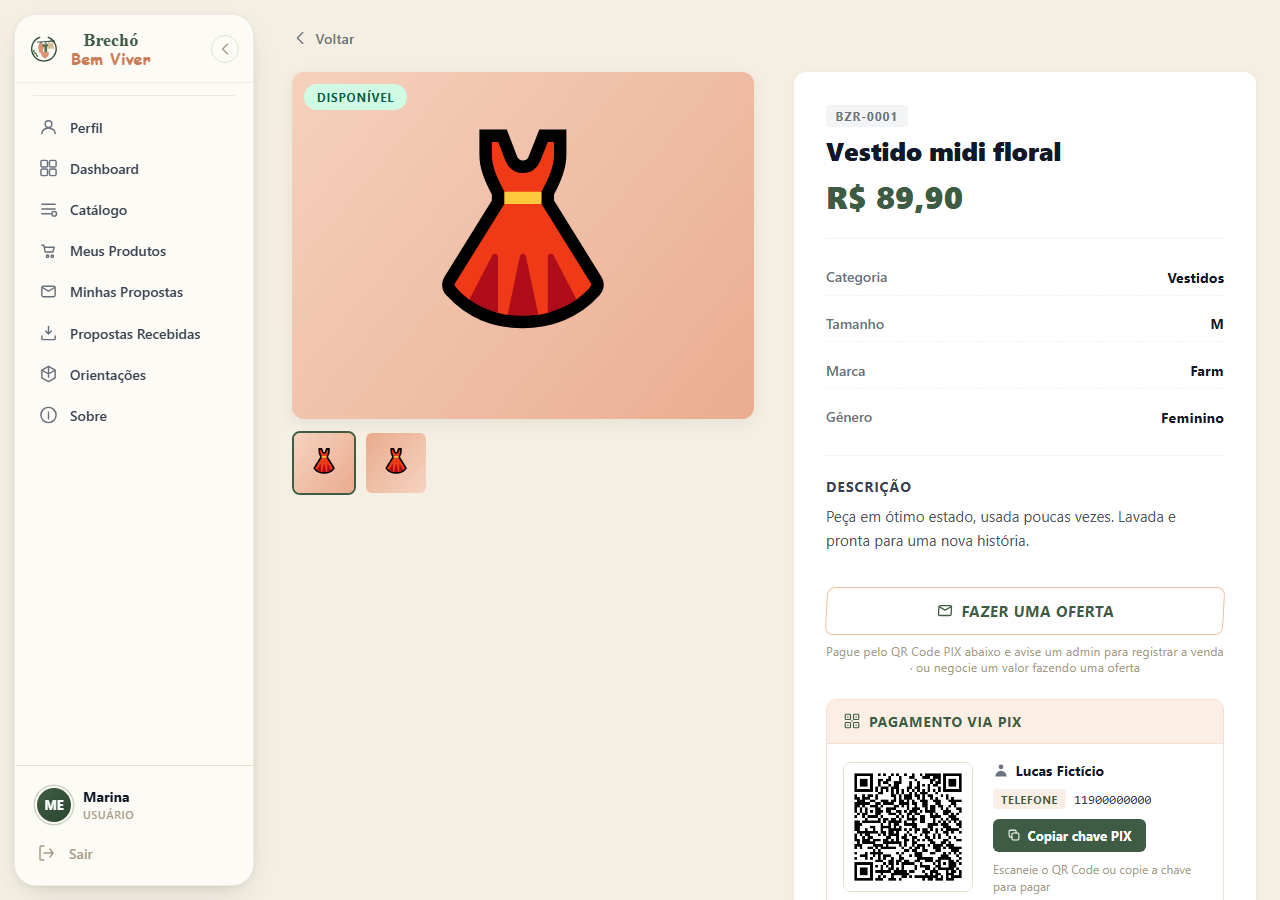 Brechó
Bem Viver
Perfil
Dashboard
Catálogo
Meus Produtos
Minhas Propostas
Propostas Recebidas
Orientações
Sobre
ME
Marina
USUÁRIO
Sair
Voltar
DISPONÍVEL
BZR-0001
Vestido midi floral
R$ 89,90
Categoria Vestidos
Tamanho M
Marca Farm
Gênero Feminino
DESCRIÇÃO
Peça em ótimo estado, usada poucas vezes. Lavada e
pronta para uma nova história.
FAZER UMA OFERTA
Pague pelo QR Code PIX abaixo e avise um admin para registrar a venda
· ou negocie um valor fazendo uma oferta
PAGAMENTO VIA PIX
Lucas Fictício
TELEFONE 11900000000
Copiar chave PIX
Escaneie o QR Code ou copie a chave
para pagar